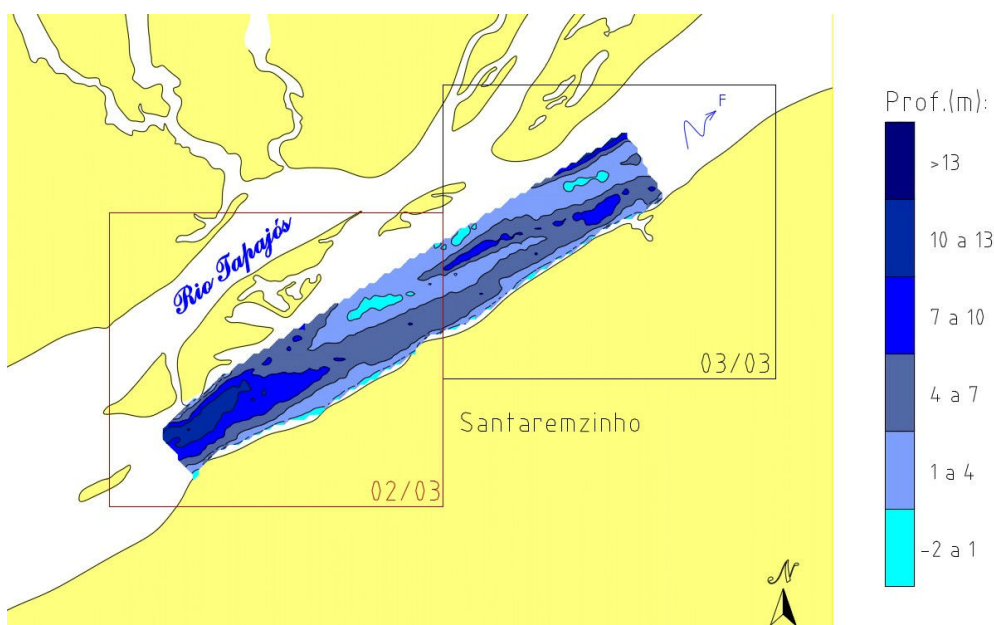 F
Prof.(m):
>13
10 a 13
7 a 10
4 a 7
1 a 4
-2 a 1
Rio Tapajós
03/03
Santaremzinho
02/03
N